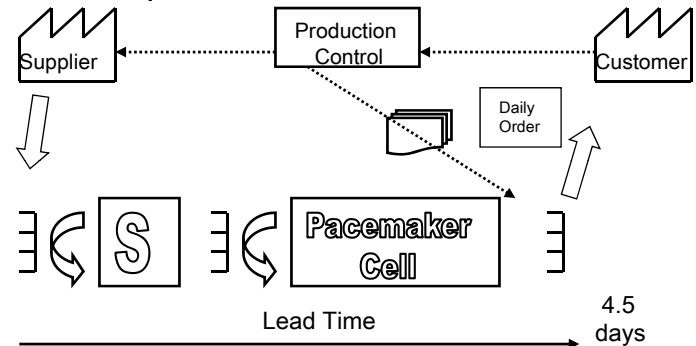 Supplier
Production
Control
Customer
Daily
Order
S
Pacemaker
Cell
Lead Time
4.5
days